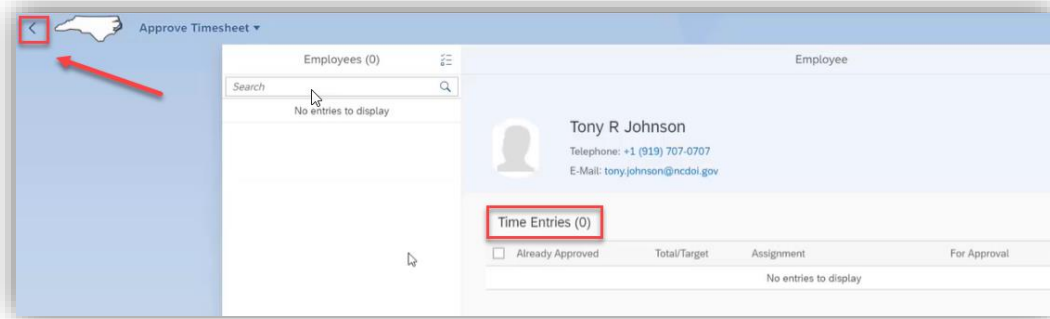 Approve Timesheet
Employees (0)
Search
No entries to display
Employee
Tony R Johnson
Telephone: +1 (919) 707-0707
E-Mail: tony.johnson@ncdoi.gov
Time Entries (0)
Already Approved Total/Target Assignment For Approval
No entries to display